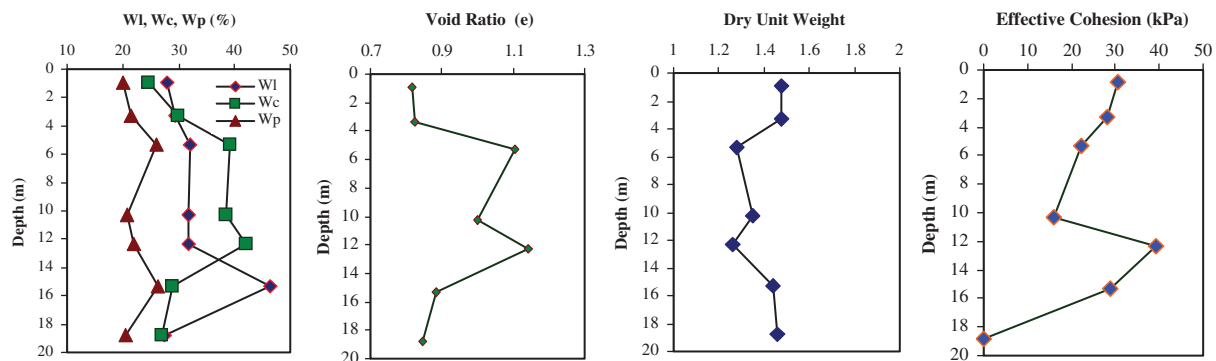 Wl, Wc, Wp (%)
10 20 30 40 50
0
2
4
6
8
10
12
14
16
18
20
Depth (m)
Wl
Wc
Wp
Void Ratio (e)
0.7 0.9 1.1 1.3
0
2
4
6
8
10
12
14
16
18
20
Depth (m)
Dry Unit Weight
1 1.2 1.4 1.6 1.8 2
0
2
4
6
8
10
12
14
16
18
20
Depth (m)
Effective Cohesion (kPa)
0 10 20 30 40 50
0
2
4
6
8
10
12
14
16
18
20
Depth (m)